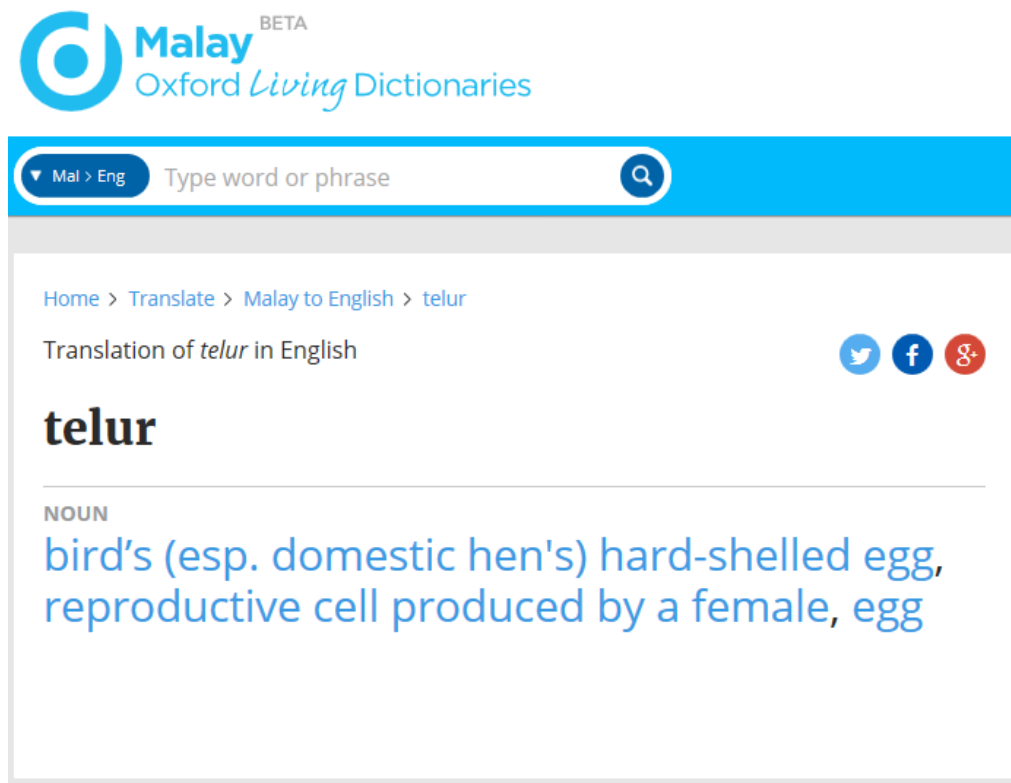 Malay BETA
Oxford Living Dictionaries
Mal > Eng Type word or phrase
Home > Translate > Malay to English > telur
Translation of telur in English
telur
NOUN
bird’s (esp. domestic hen's) hard-shelled egg,
reproductive cell produced by a female, egg